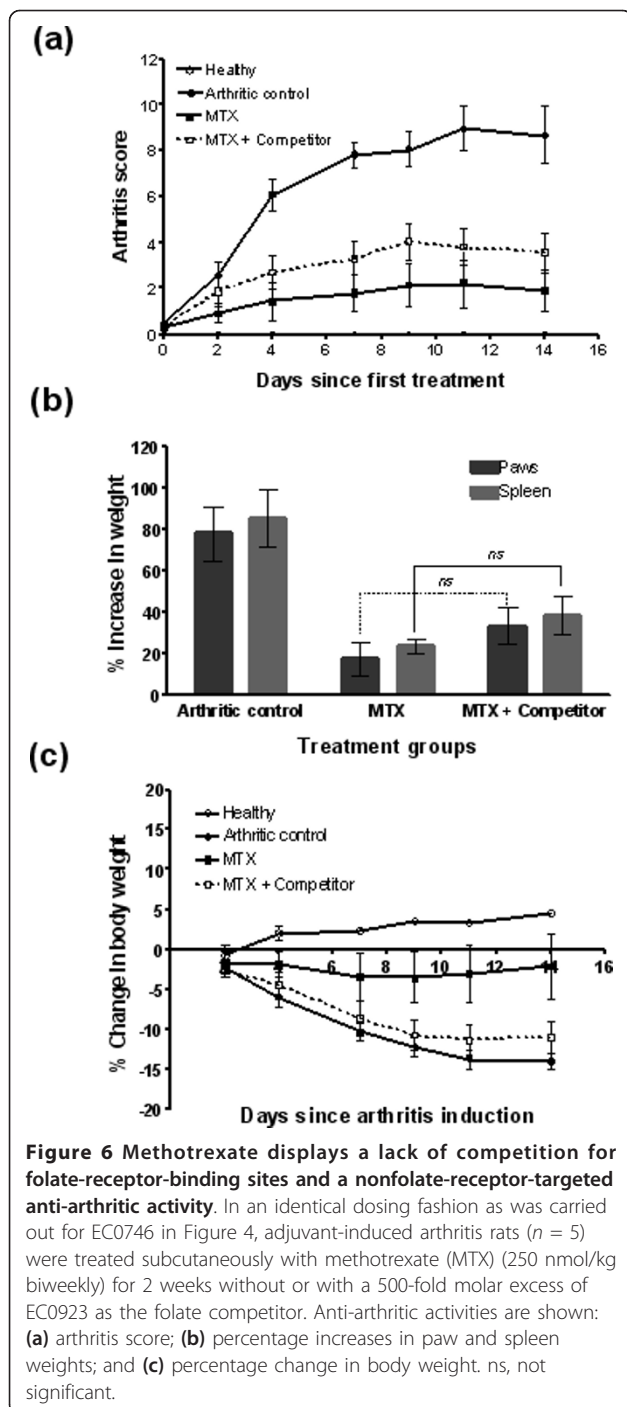 (a)
Healthy
Arthritic control
MTX
MTX + Competitor
12
10
8
6
4
2
0
Arthritis score
0 2 4 6 8 10 12 14 16
Days since first treatment
(b)
120
100
80
60
40
20
0
% Increase in weight
Paws
Spleen
ns
ns
Arthritic control MTX MTX + Competitor
Treatment groups
(c)
20
15
10
5
0
-5
-10
-15
-20
% Change in body weight
Healthy
Arthritic control
MTX
MTX + Competitor
6 8 10 12 14 16
Days since arthritis induction
Figure 6 Methotrexate displays a lack of competition for
folate-receptor-binding sites and a nonfolate-receptor-targeted
anti-arthritic activity. In an identical dosing fashion as was carried
out for EC0746 in Figure 4, adjuvant-induced arthritis rats (n = 5)
were treated subcutaneously with methotrexate (MTX) (250 nmol/kg
biweekly) for 2 weeks without or with a 500-fold molar excess of
EC0923 as the folate competitor. Anti-arthritic activities are shown:
(a) arthritis score; (b) percentage increases in paw and spleen
weights; and (c) percentage change in body weight. ns, not
significant.